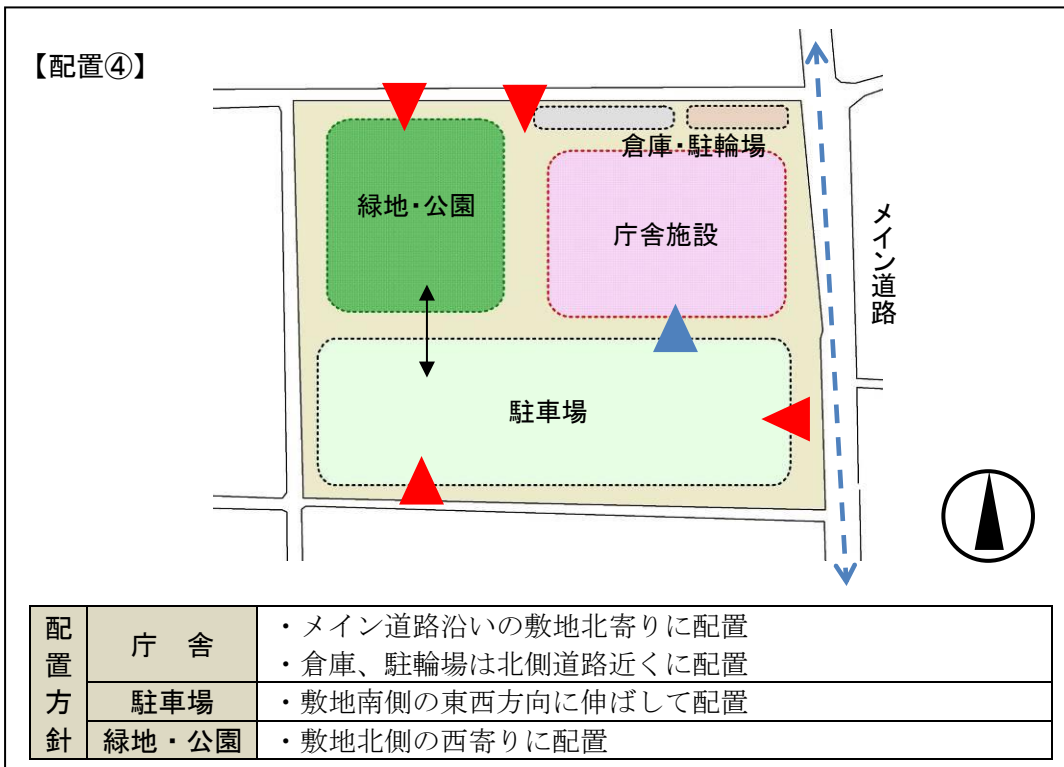 【配置④】
倉庫・駐輪場
緑地・公園
庁舎施設
メイン道路
駐車場
配置方針
庁　舎
・メイン道路沿いの敷地北寄りに配置
・倉庫、駐輪場は北側道路近くに配置
駐車場
・敷地南側の東西方向に伸ばして配置
緑地・公園
・敷地北側の西寄りに配置